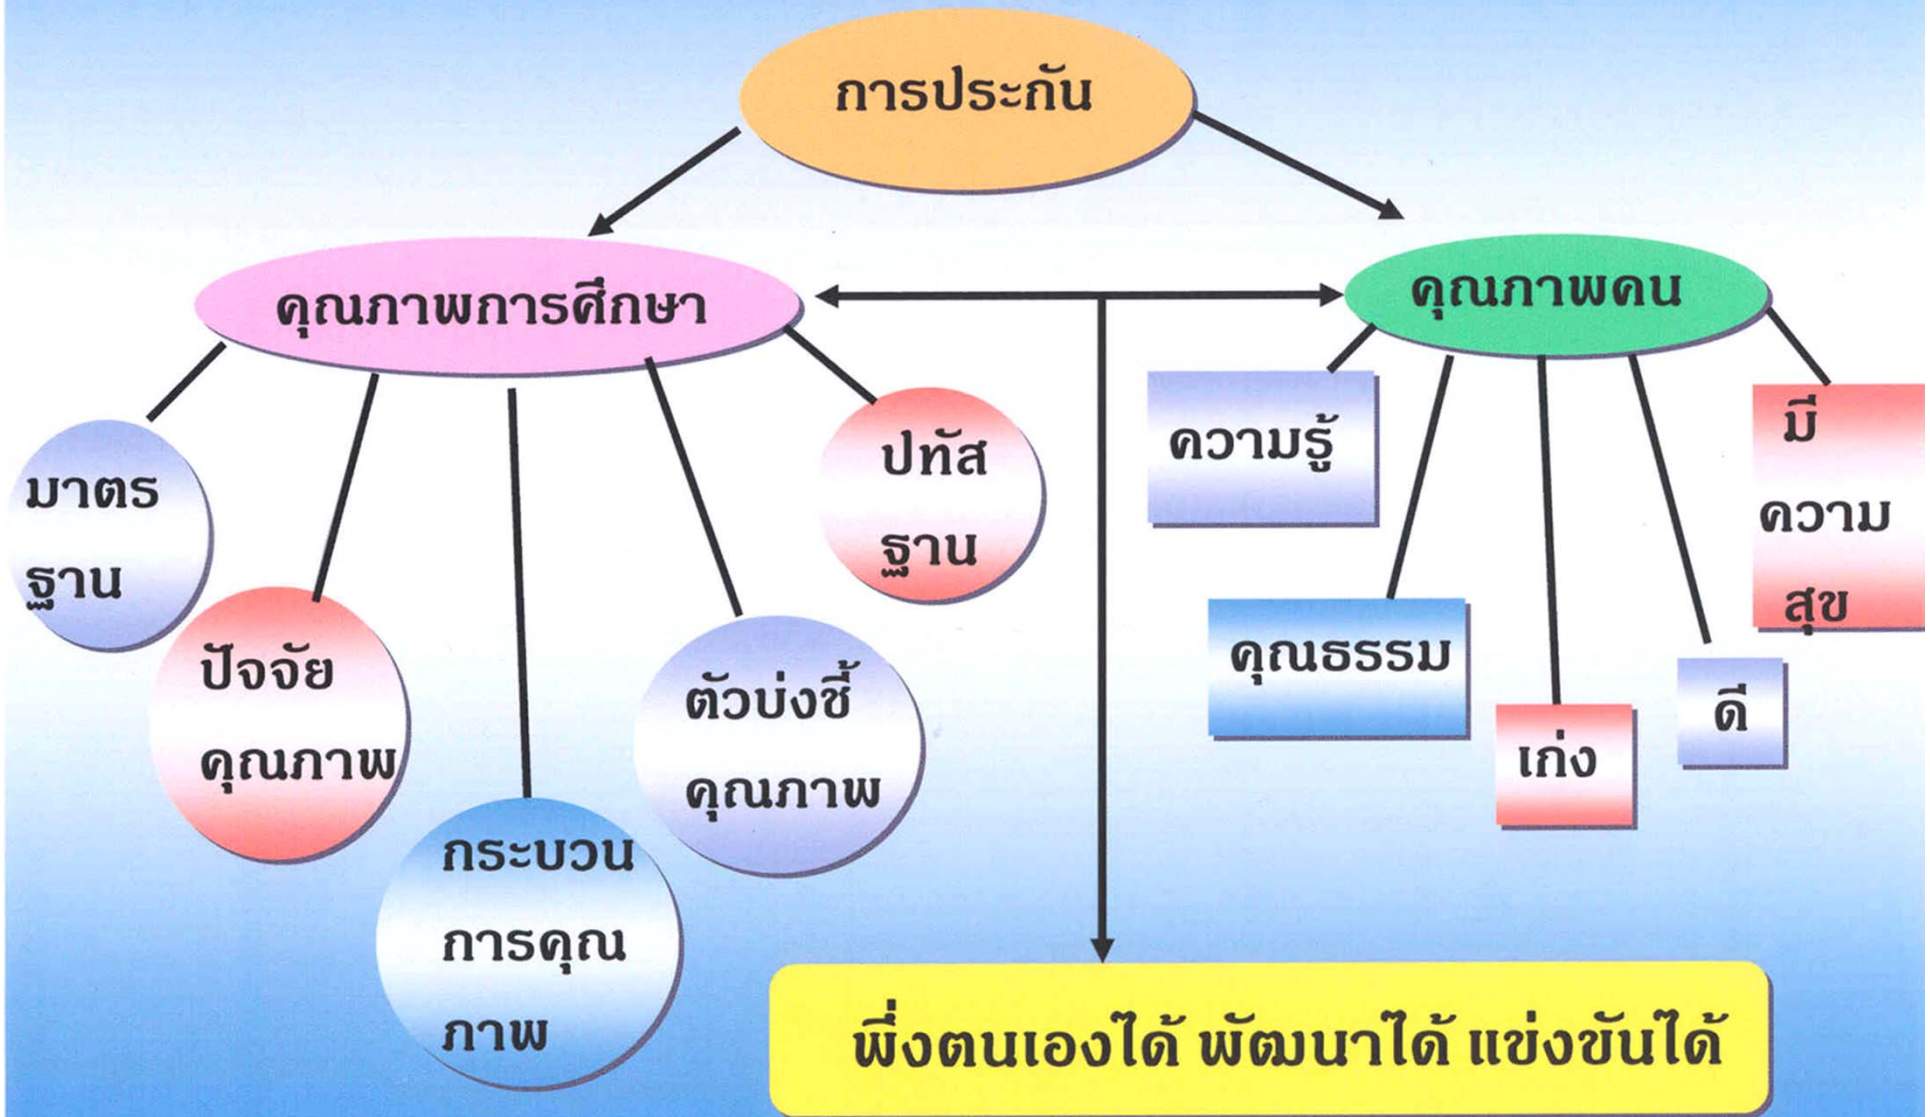 การประกัน
คุณภาพการศึกษา
คุณภาพคน
มาตร
ฐาน
ปัจจัย
คุณภาพ
กระบวน
การคุณ
ภาพ
ตัวบ่งชี้
คุณภาพ
ปทัส
ฐาน
ความรู้
คุณธรรม
เก่ง
ดี
มี
ความ
สุข
พึ่งตนเองได้ พัฒนาได้ แข่งขันได้